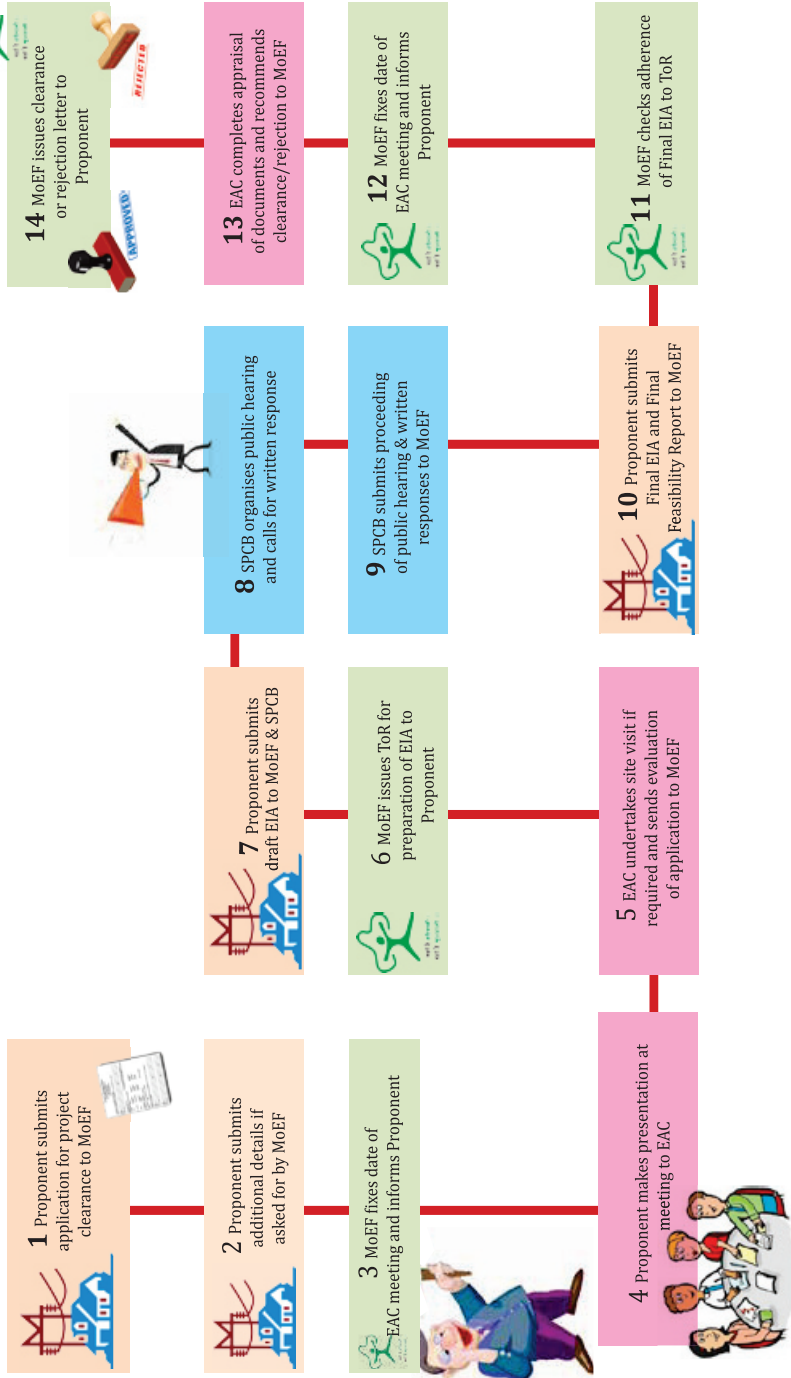 1 Proponent submits
application for project
clearance to MoEF
2 Proponent submits
additional details if
asked for by MoEF
3 MoEF fixes date of
EAC meeting and informs Proponent
4 Proponent makes presentation at
meeting to EAC
5 EAC undertakes site visit if
required and sends evaluation
of application to MoEF
6 MoEF issues ToR for
preparation of EIA to
Proponent
7 Proponent submits
draft EIA to MoEF & SPCB
8 SPCB organises public hearing
and calls for written response
9 SPCB submits proceeding
of public hearing & written
responses to MoEF
10 Proponent submits
Final EIA and Final
Feasibility Report to MoEF
11 MoEF checks adherence
of Final EIA to ToR
12 MoEF fixes date of
EAC meeting and informs
Proponent
13 EAC completes appraisal
of documents and recommends
clearance/rejection to MoEF
14 MoEF issues clearance
or rejection letter to
Proponent
APPROVED
REJECTED